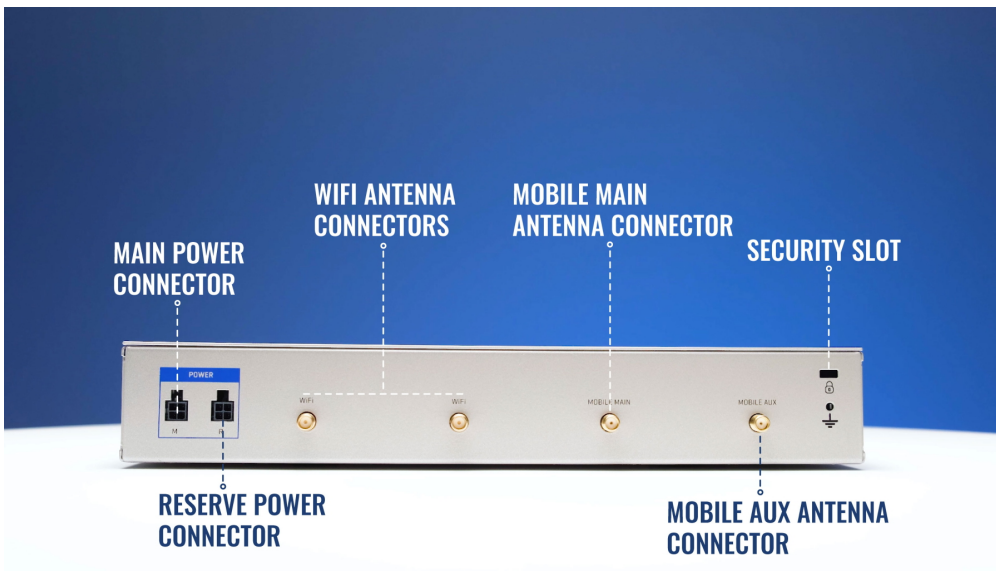 WIFI ANTENNA
CONNECTORS
MOBILE MAIN
ANTENNA CONNECTOR
MAIN POWER
CONNECTOR
SECURITY SLOT
POWER
WIFI
WIFI
MOBILE MAIN
MOBILE AUX
M
R
RESERVE POWER
CONNECTOR
MOBILE AUX ANTENNA
CONNECTOR